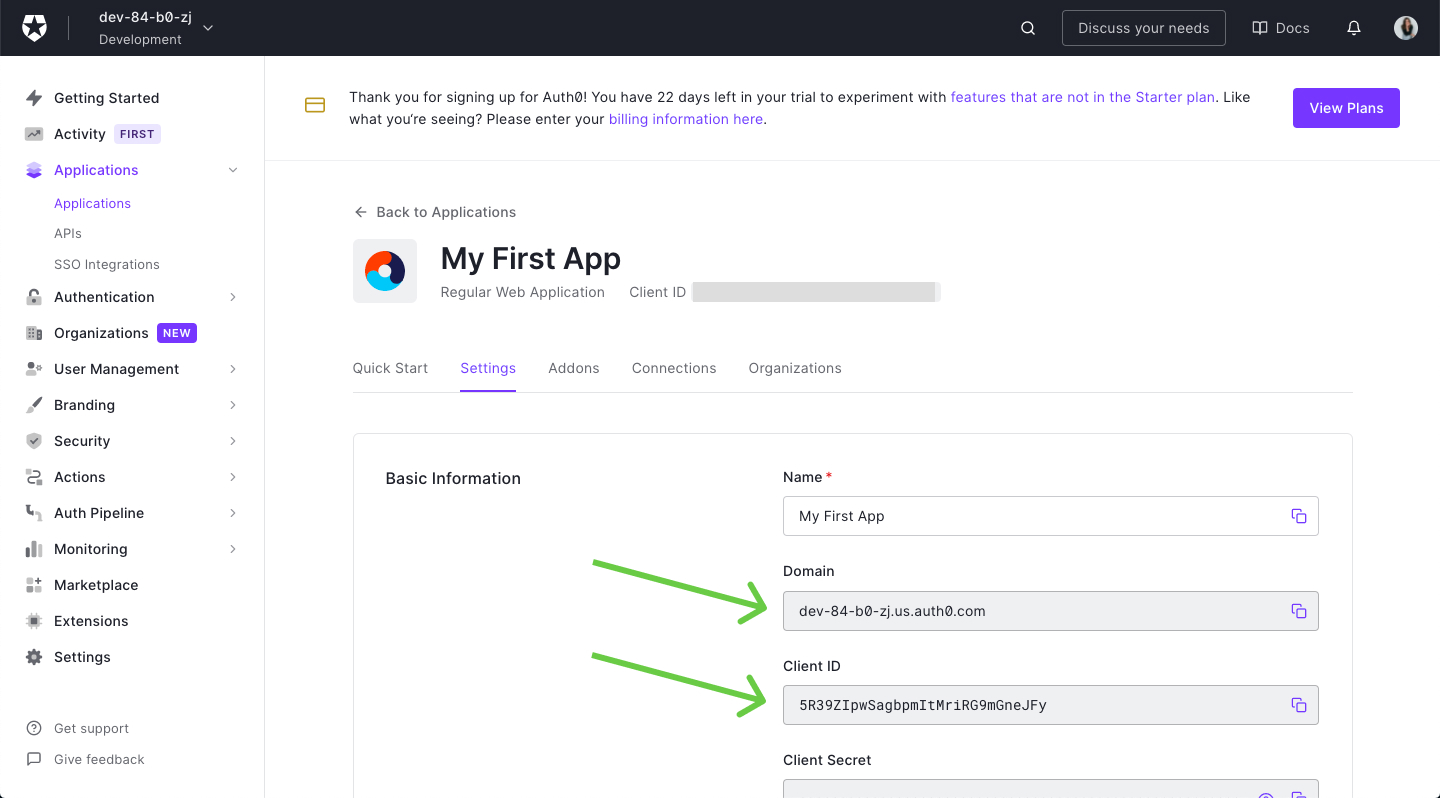 dev-84-b0-zj
Development
Discuss your needs
Docs
Getting Started
Activity FIRST
Applications
Applications
APIs
SSO Integrations
Authentication
Organizations NEW
User Management
Branding
Security
Actions
Auth Pipeline
Monitoring
Marketplace
Extensions
Settings
Get support
Give feedback
Thank you for signing up for Auth0! You have 22 days left in your trial to experiment with features that are not in the Starter plan. Like
what you’re seeing? Please enter your billing information here.
View Plans
Back to Applications
My First App
Regular Web Application Client ID
Quick Start Settings Addons Connections Organizations
Basic Information
Name *
My First App
Domain
dev-84-b0-zj.us.auth0.com
Client ID
5R39ZIpwSagbpmItMriRG9mGneJFy
Client Secret